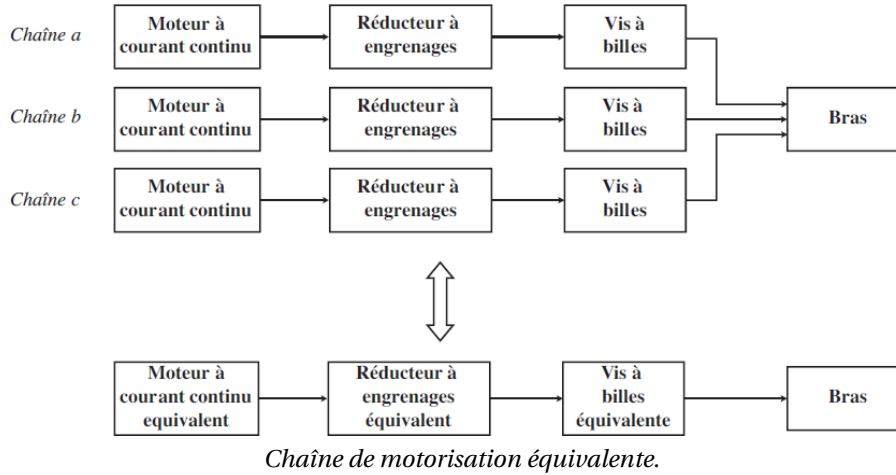 Chaîne a
Moteur à
courant continu
Réducteur à
engrenages
Vis à
billes
Chaîne b
Moteur à
courant continu
Réducteur à
engrenages
Vis à
billes
Bras
Chaîne c
Moteur à
courant continu
Réducteur à
engrenages
Vis à
billes
Moteur à
courant continu
equivalent
Réducteur à
engrenages
équivalent
Vis à
billes
équivalente
Bras
Chaîne de motorisation équivalente.